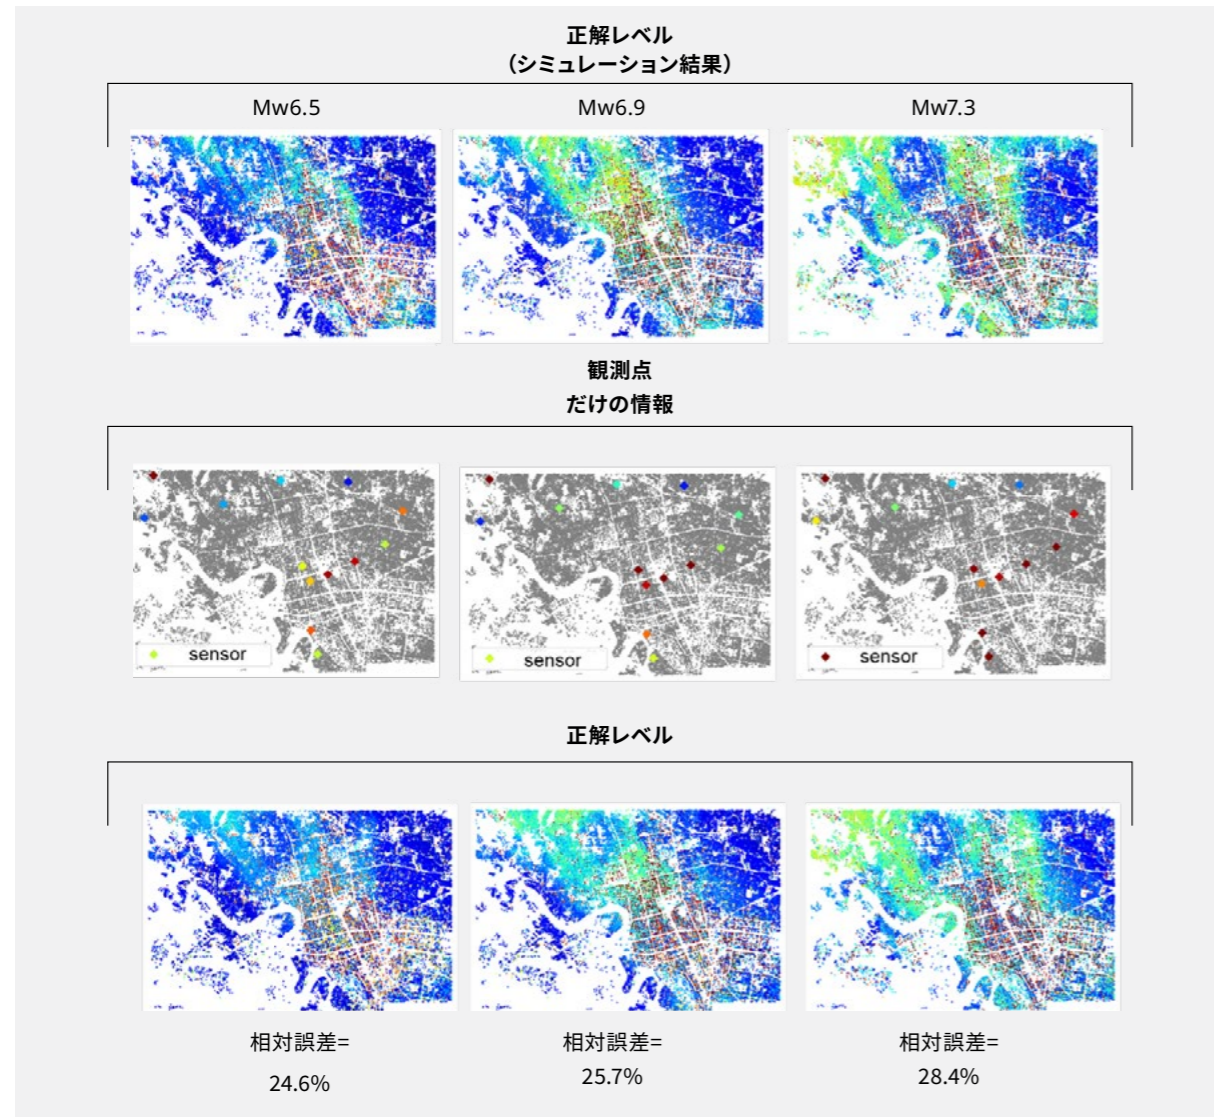 正解レベル
（シミュレーション結果）
Mw6.5
Mw6.9
Mw7.3
観測点
だけの情報
sensor
sensor
sensor
正解レベル
相対誤差=
24.6%
相対誤差=
25.7%
相対誤差=
28.4%